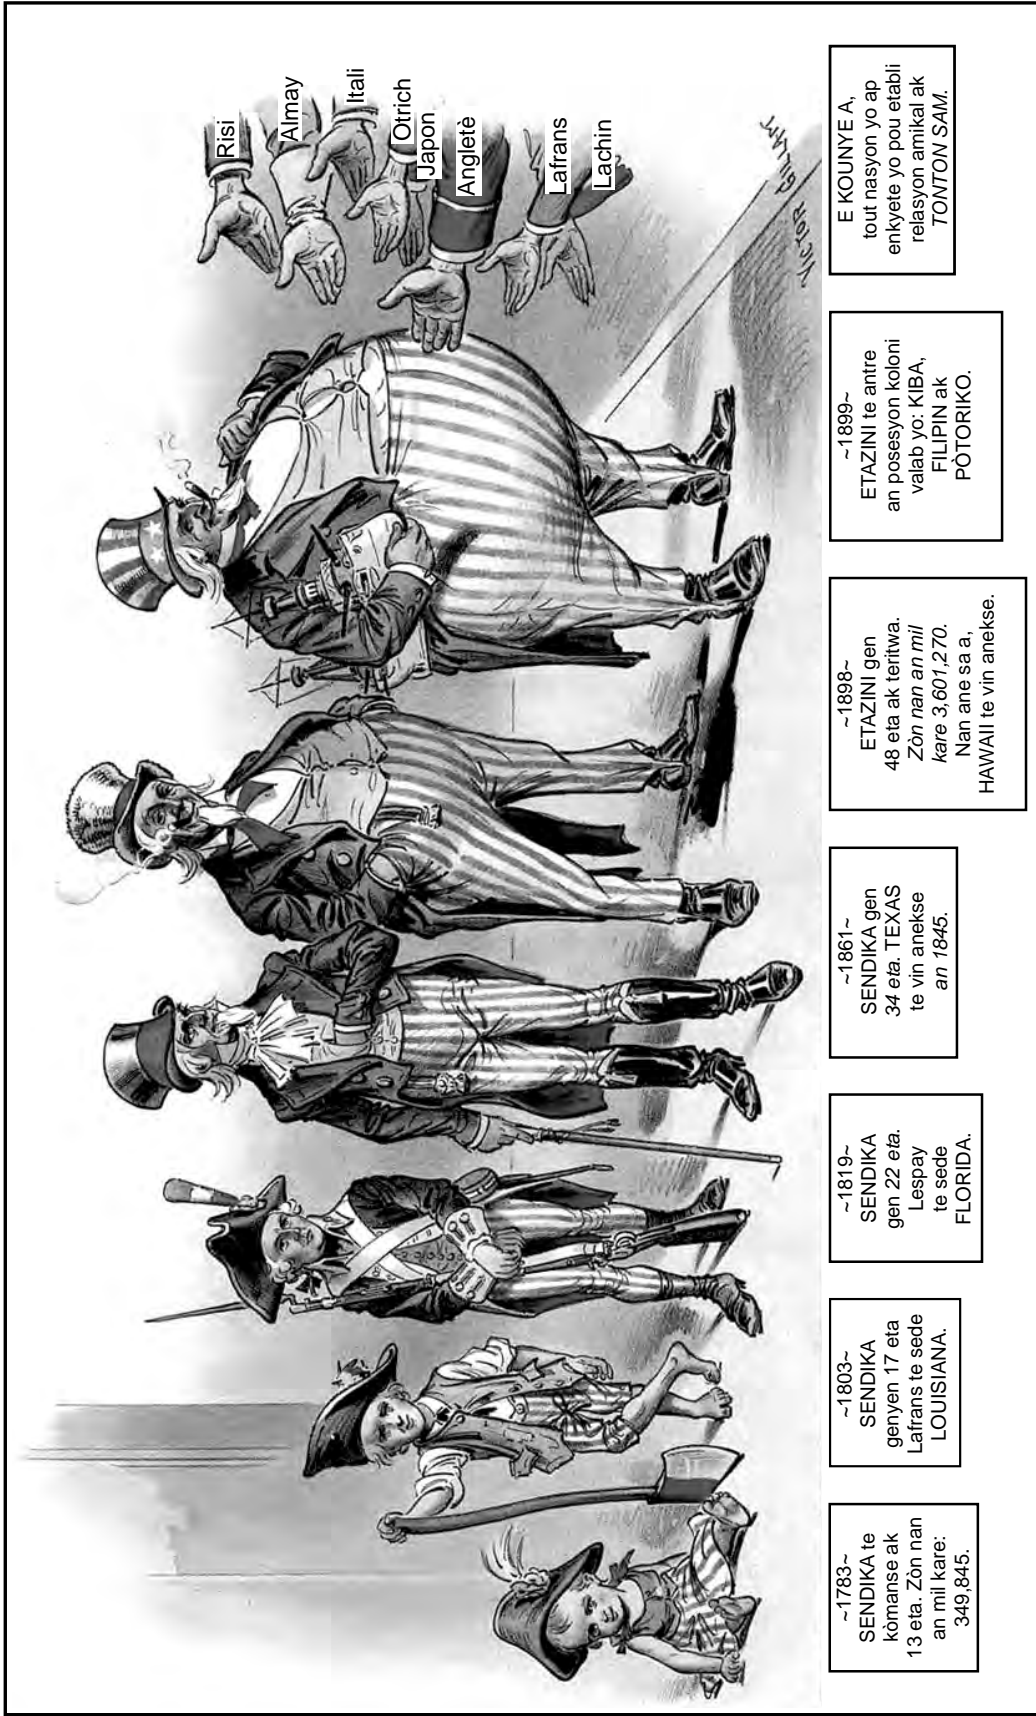 ~1783~
SENDIKA te
kòmanse ak
13 eta. Zòn nan
an mil kare:
349,845.
~1803~
SENDIKA
genyen 17 eta
Lafrans te sede
LOUISIANA.
~1819~
SENDIKA
gen 22 eta.
Lespay
te sede
FLORIDA.
~1861~
SENDIKA gen
34 eta. TEXAS
te vin anekse
an 1845.
~1898~
ETAZINI gen
48 eta ak teritwa.
Zòn nan an mil
kare 3,601,270.
Nan ane sa a,
HAWAII te vin anekse.
~1899~
ETAZINI te antre
an posesyon koloni
valab yo: KIBA,
FILIPIN ak
PÒTORIKO.
E KOUNYE A,
tout nasyon yo ap
enkyete yo pou etabli
relasyon amikal ak
TONTON SAM.
Risi
Almay
Itali
Otrich
Japon
Angletè
Lafrans
Lachin
VICTOR GILLAM